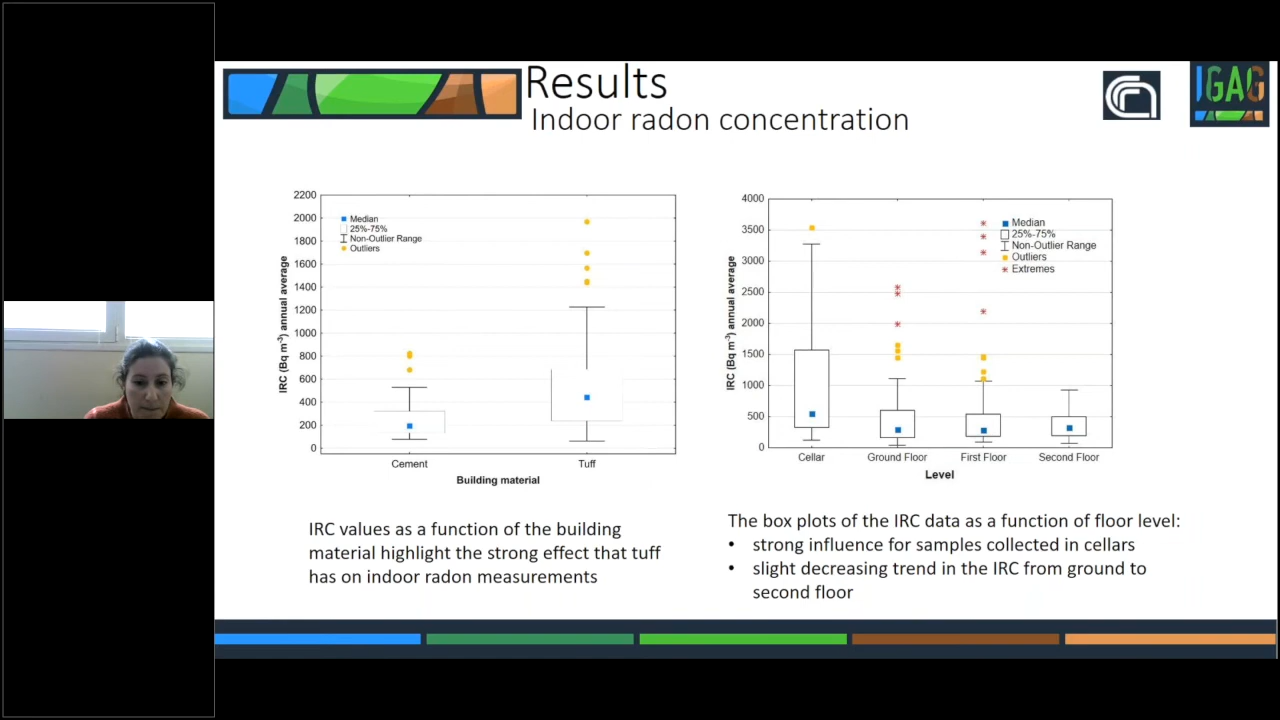 Results
Indoor radon concentration
IGAG
2200
2000
1800
1600
1400
1200
1000
800
600
400
200
0
IRC (Bq m-3) annual average
Median
25%-75%
Non-Outlier Range
Outliers
Cement
Tuff
Building material
4000
3500
3000
2500
2000
1500
1000
500
0
IRC (Bq m-3) annual average
Median
25%-75%
Non-Outlier Range
Outliers
Extremes
Cellar
Ground Floor
First Floor
Second Floor
Level
IRC values as a function of the building
material highlight the strong effect that tuff
has on indoor radon measurements
The box plots of the IRC data as a function of floor level:
• strong influence for samples collected in cellars
• slight decreasing trend in the IRC from ground to
second floor